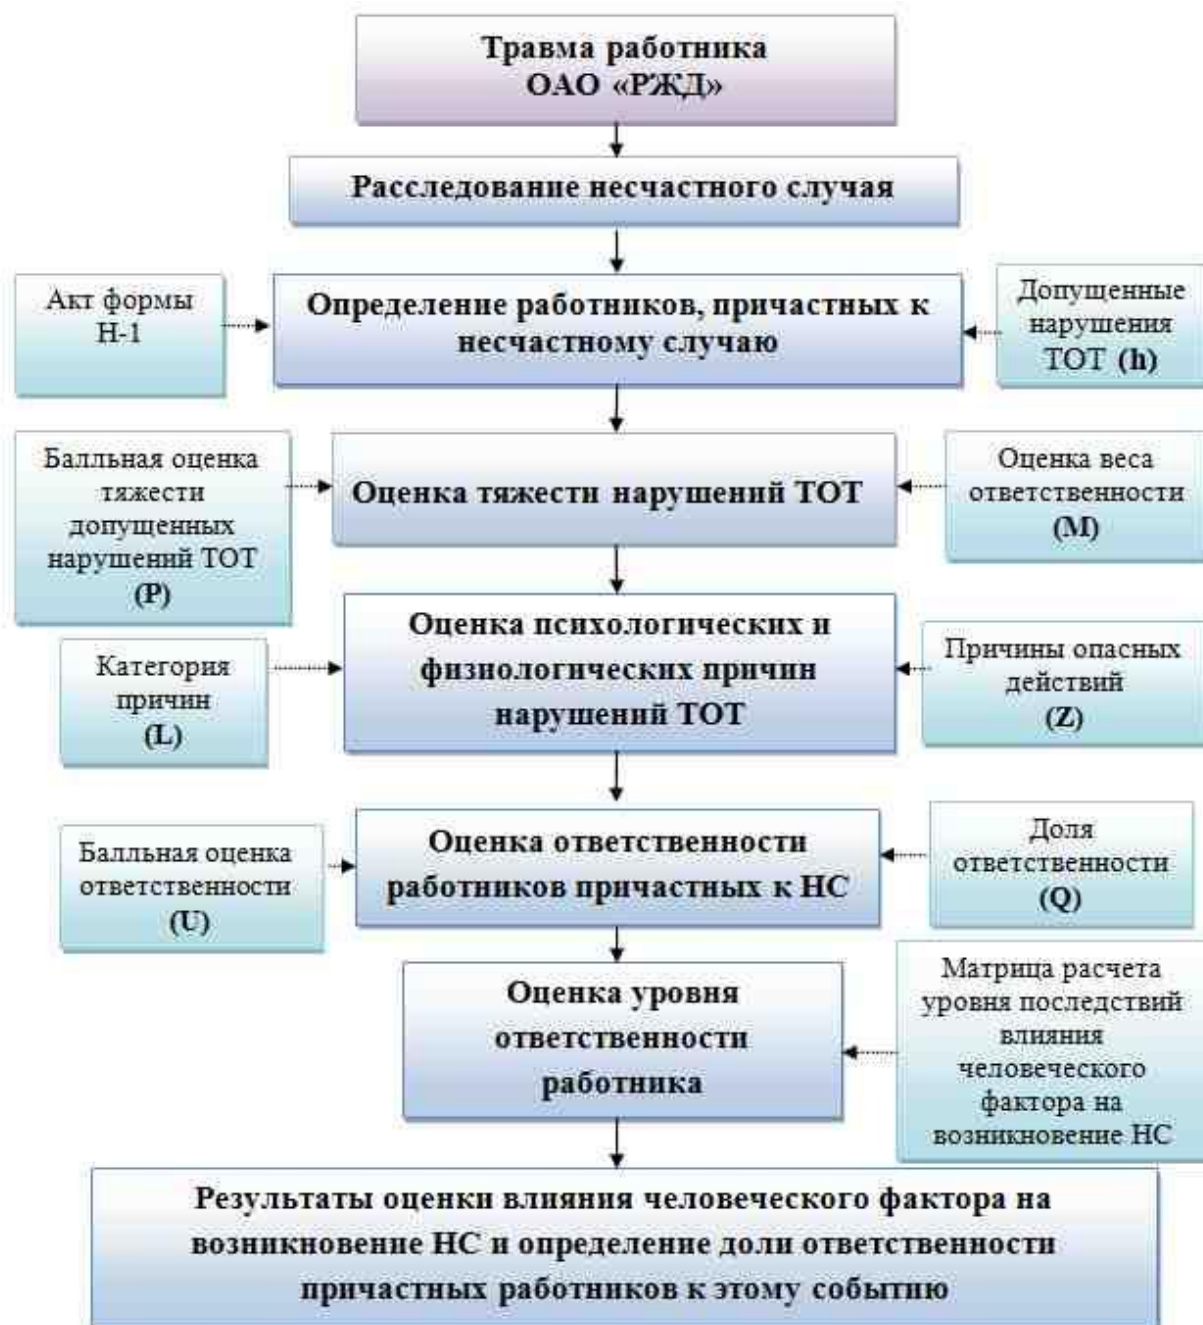 Травма работника
ОАО «РЖД»
Расследование несчастного случая
Акт формы
Н-1
Определение работников, причастных к
несчастному случаю
Допущенные
нарушения
ТОТ (h)
Балльная оценка
тяжести
допущенных
нарушений ТОТ
(P)
Оценка тяжести нарушений ТОТ
Оценка веса
ответственности
(M)
Категория
причин
(L)
Оценка психологических и
физиологических причин
нарушений ТОТ
Причины опасных
действий
(Z)
Балльная оценка
ответственности
(U)
Оценка ответственности
работников причастных к НС
Доля
ответственности
(Q)
Оценка уровня
ответственности
работника
Матрица расчета
уровня последствий
влияния
человеческого
фактора на
возникновение НС
Результаты оценки влияния человеческого фактора на
возникновение НС и определение доли ответственности
причастных работников к этому событию